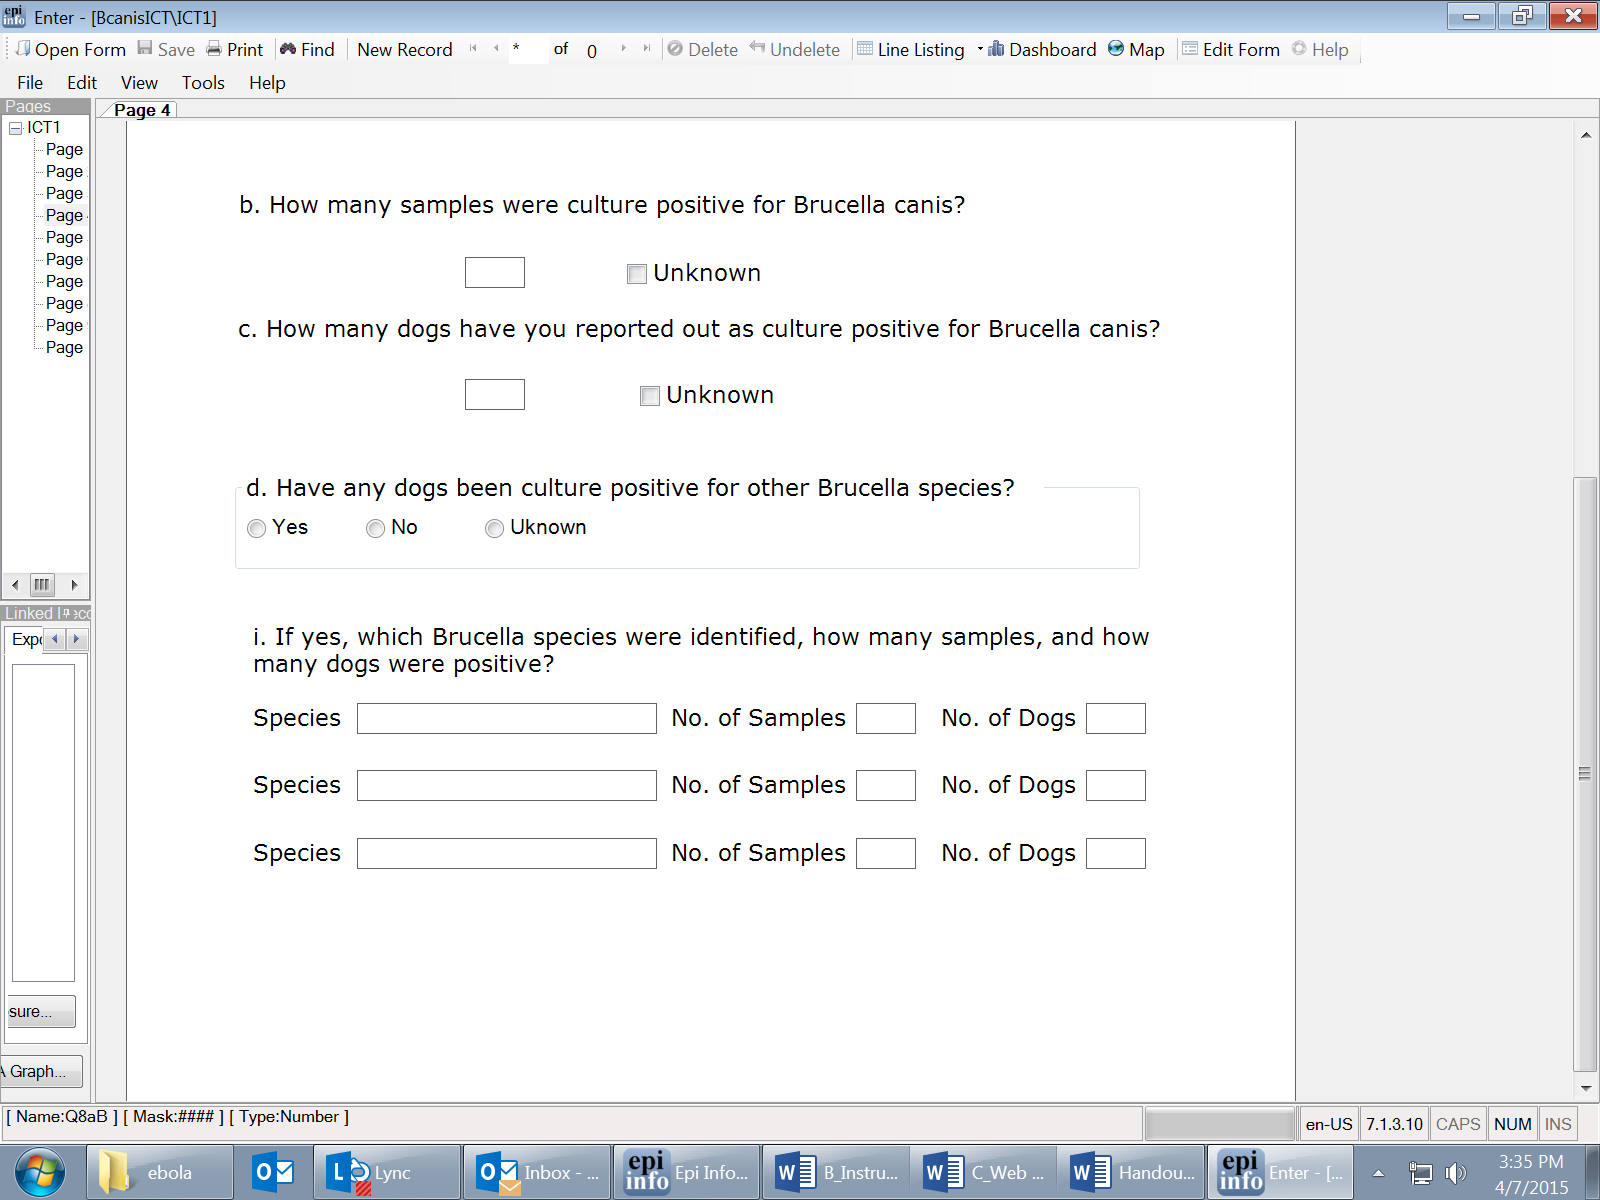 epi info Enter - [BcanisICT\ICT1]
Open Form Save Print Find New Record * of 0 Delete Undelete Line Listing Dashboard Map Edit Form Help
File Edit View Tools Help
Pages
Page 4
ICT1
Page
Page
Page
Page
Page
Page
Page
Page
Page
Page
b. How many samples were culture positive for Brucella canis?
Unknown
c. How many dogs have you reported out as culture positive for Brucella canis?
Unknown
d. Have any dogs been culture positive for other Brucella species?
Yes No Uknown
i. If yes, which Brucella species were identified, how many samples, and how
many dogs were positive?
Species No. of Samples No. of Dogs
Species No. of Samples No. of Dogs
Species No. of Samples No. of Dogs
Linked
Expo
sure...
A Graph...
[ Name:Q8aB ] [ Mask:#### ] [ Type:Number ]
en-US 7.1.3.10 CAPS NUM INS
ebola Lync Inbox - ... epi info Epi Info... B_Instru... C_Web ... Handou... epi info Enter - [...
3:35 PM
4/7/2015